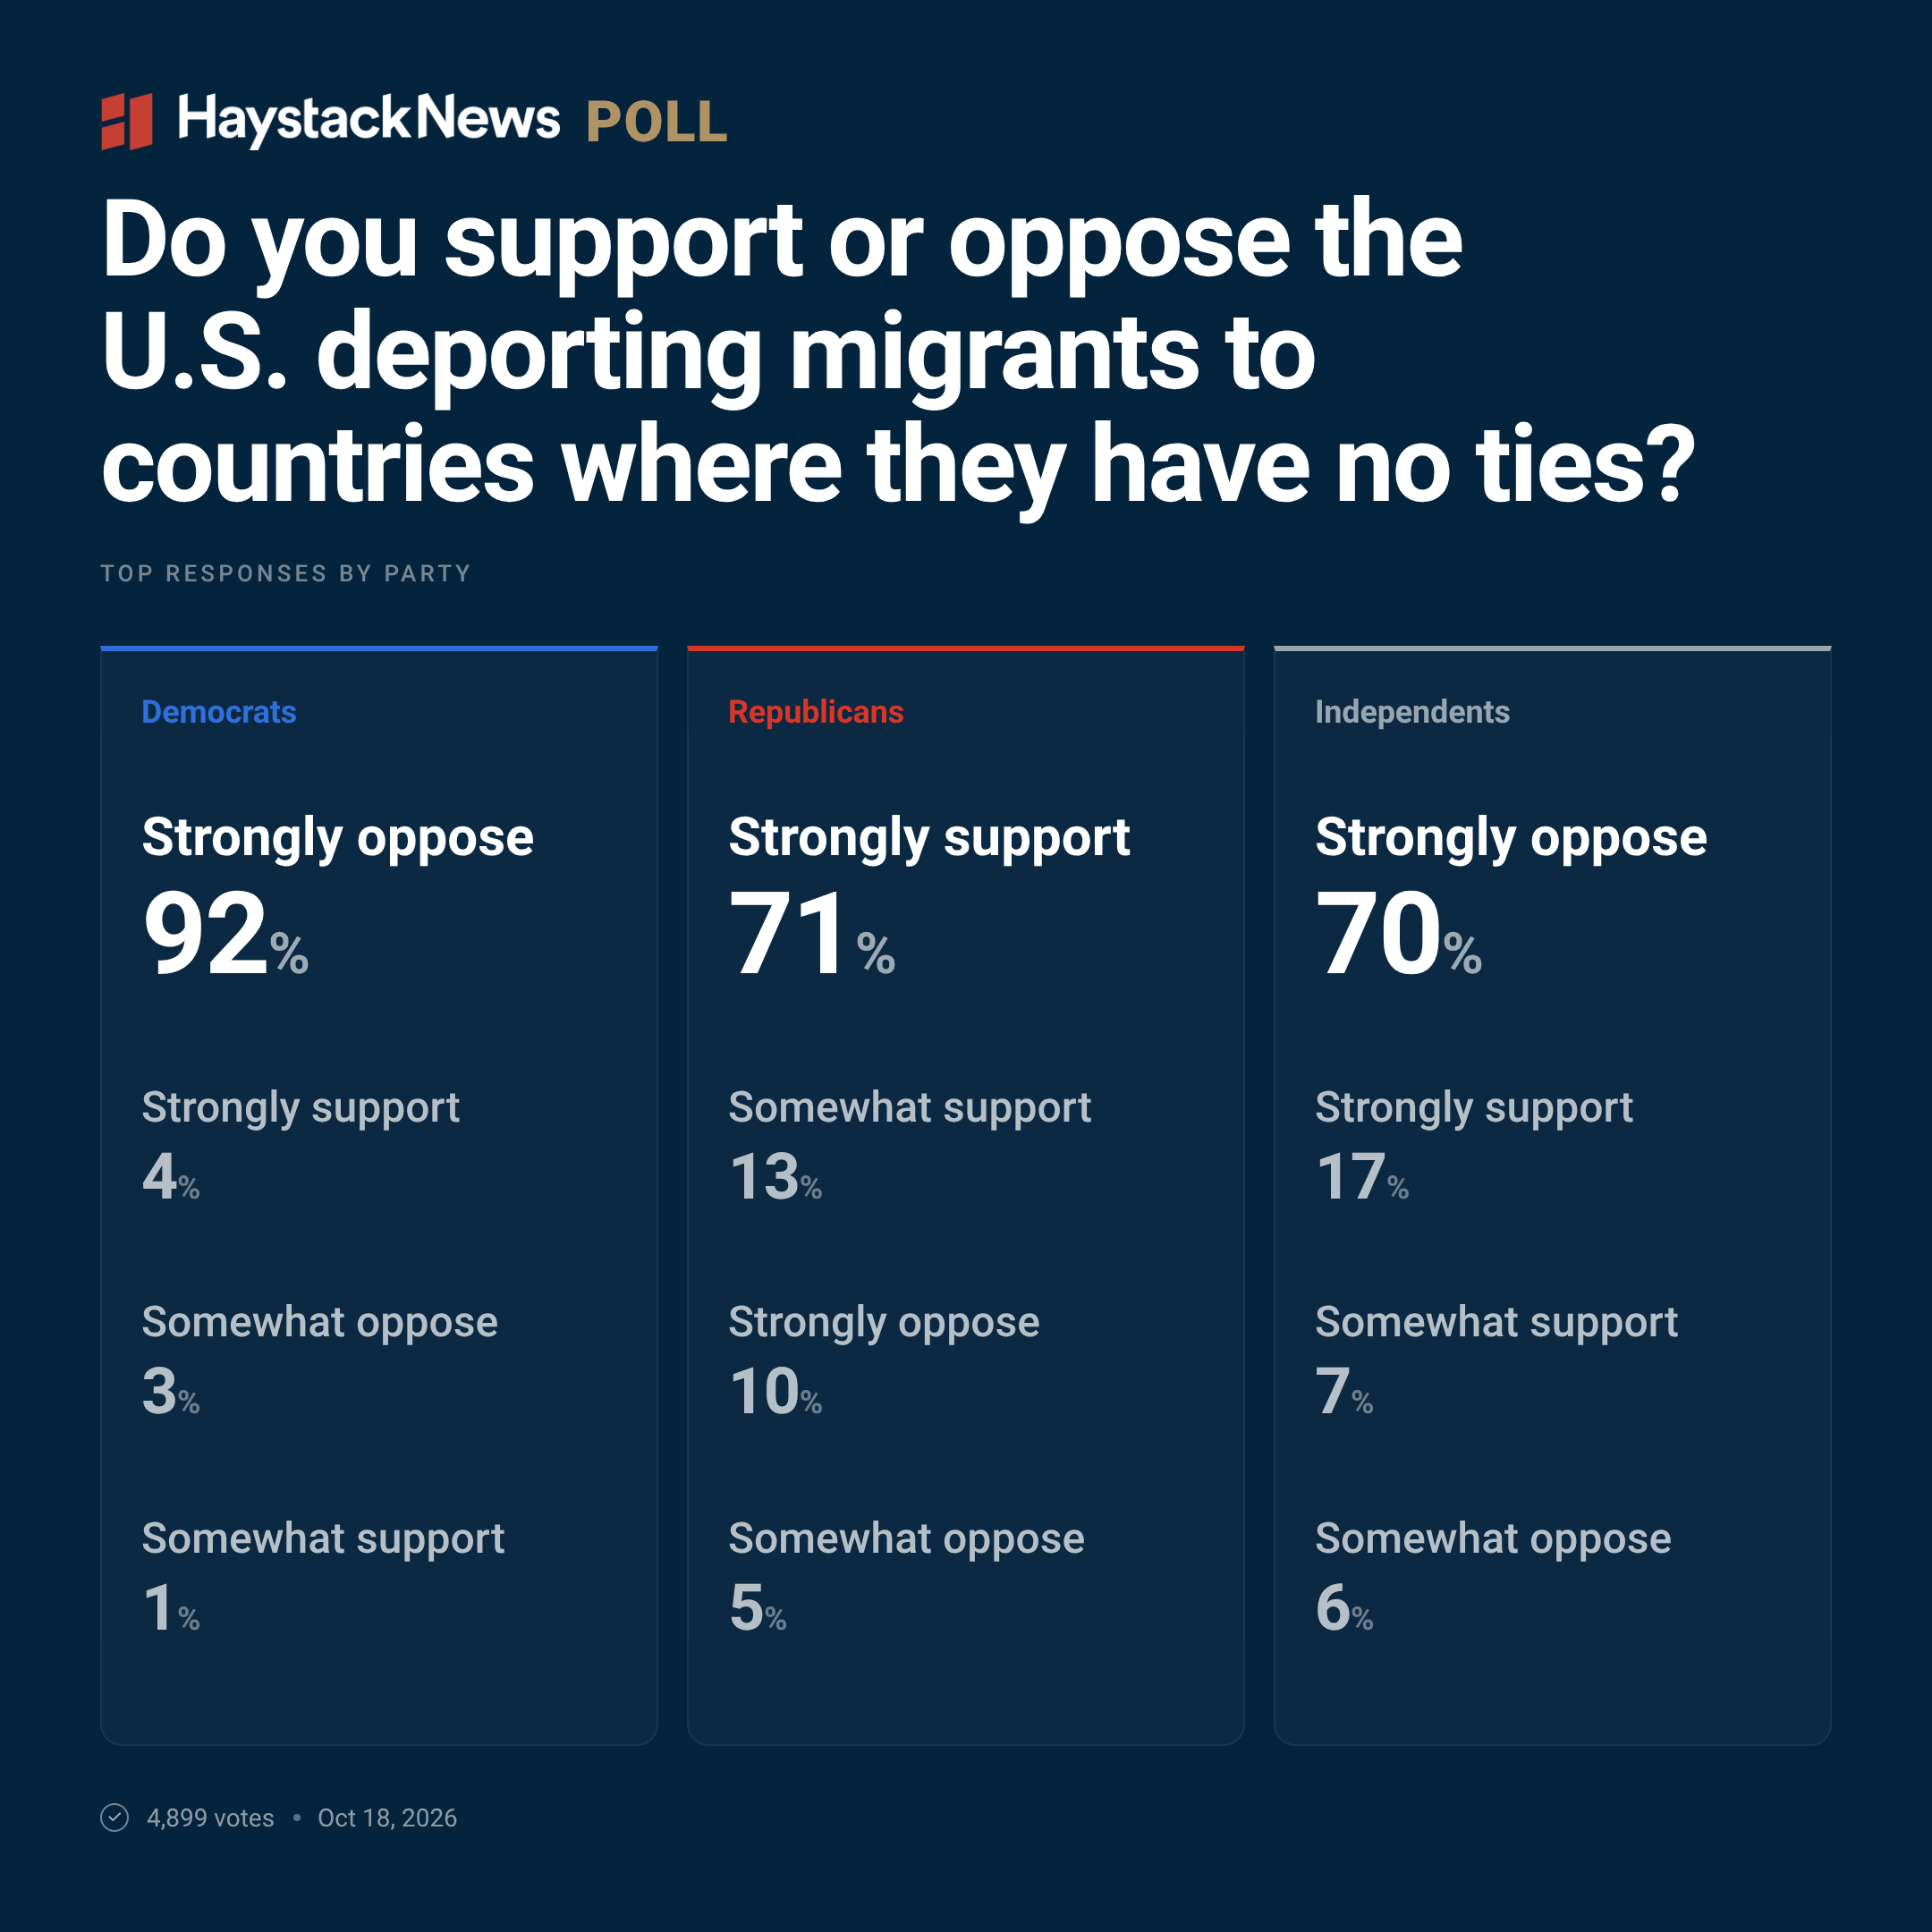 HaystackNews POLL
Do you support or oppose the
U.S. deporting migrants to
countries where they have no ties?
TOP RESPONSES BY PARTY
Democrats
Strongly oppose
92%
Strongly support
4%
Somewhat oppose
3%
Somewhat support
1%
Republicans
Strongly support
71%
Somewhat support
13%
Strongly oppose
10%
Somewhat oppose
5%
Independents
Strongly oppose
70%
Strongly support
17%
Somewhat support
7%
Somewhat oppose
6%
4,899 votes • Oct 18, 2026